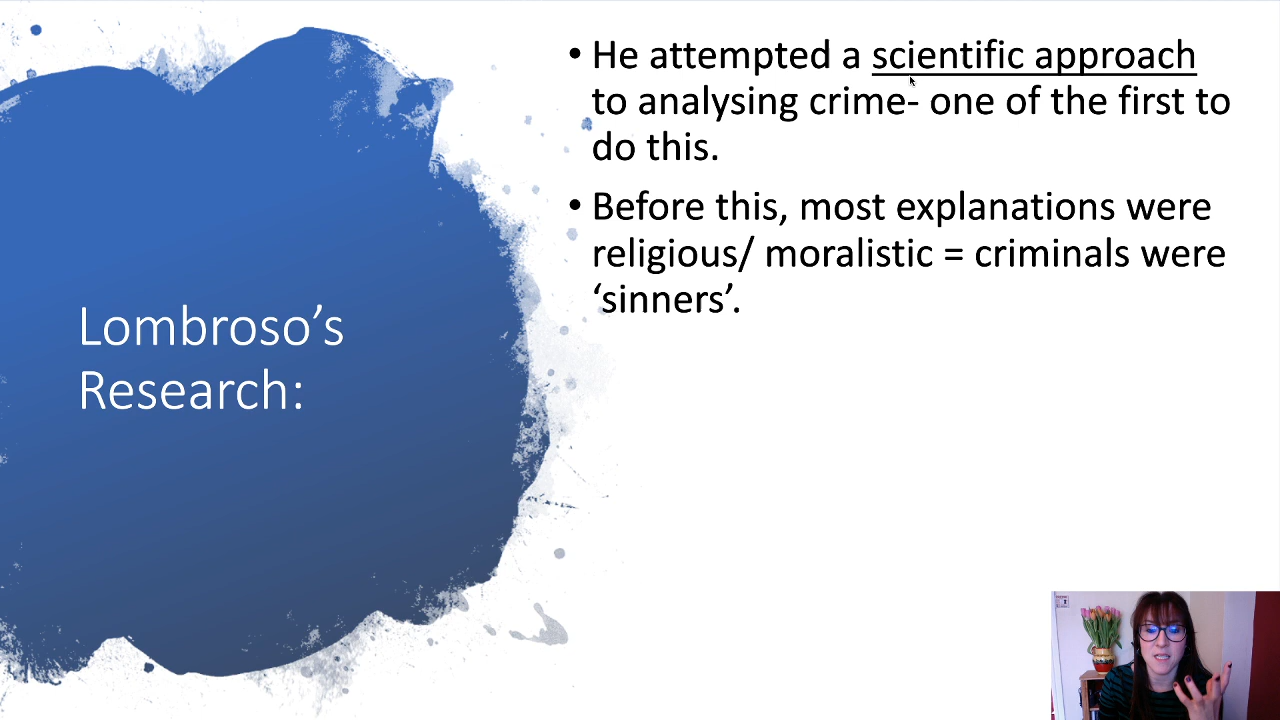 Lombroso’s
Research:
• He attempted a scientific approach
to analysing crime- one of the first to
do this.
• Before this, most explanations were
religious/ moralistic = criminals were
‘sinners’.